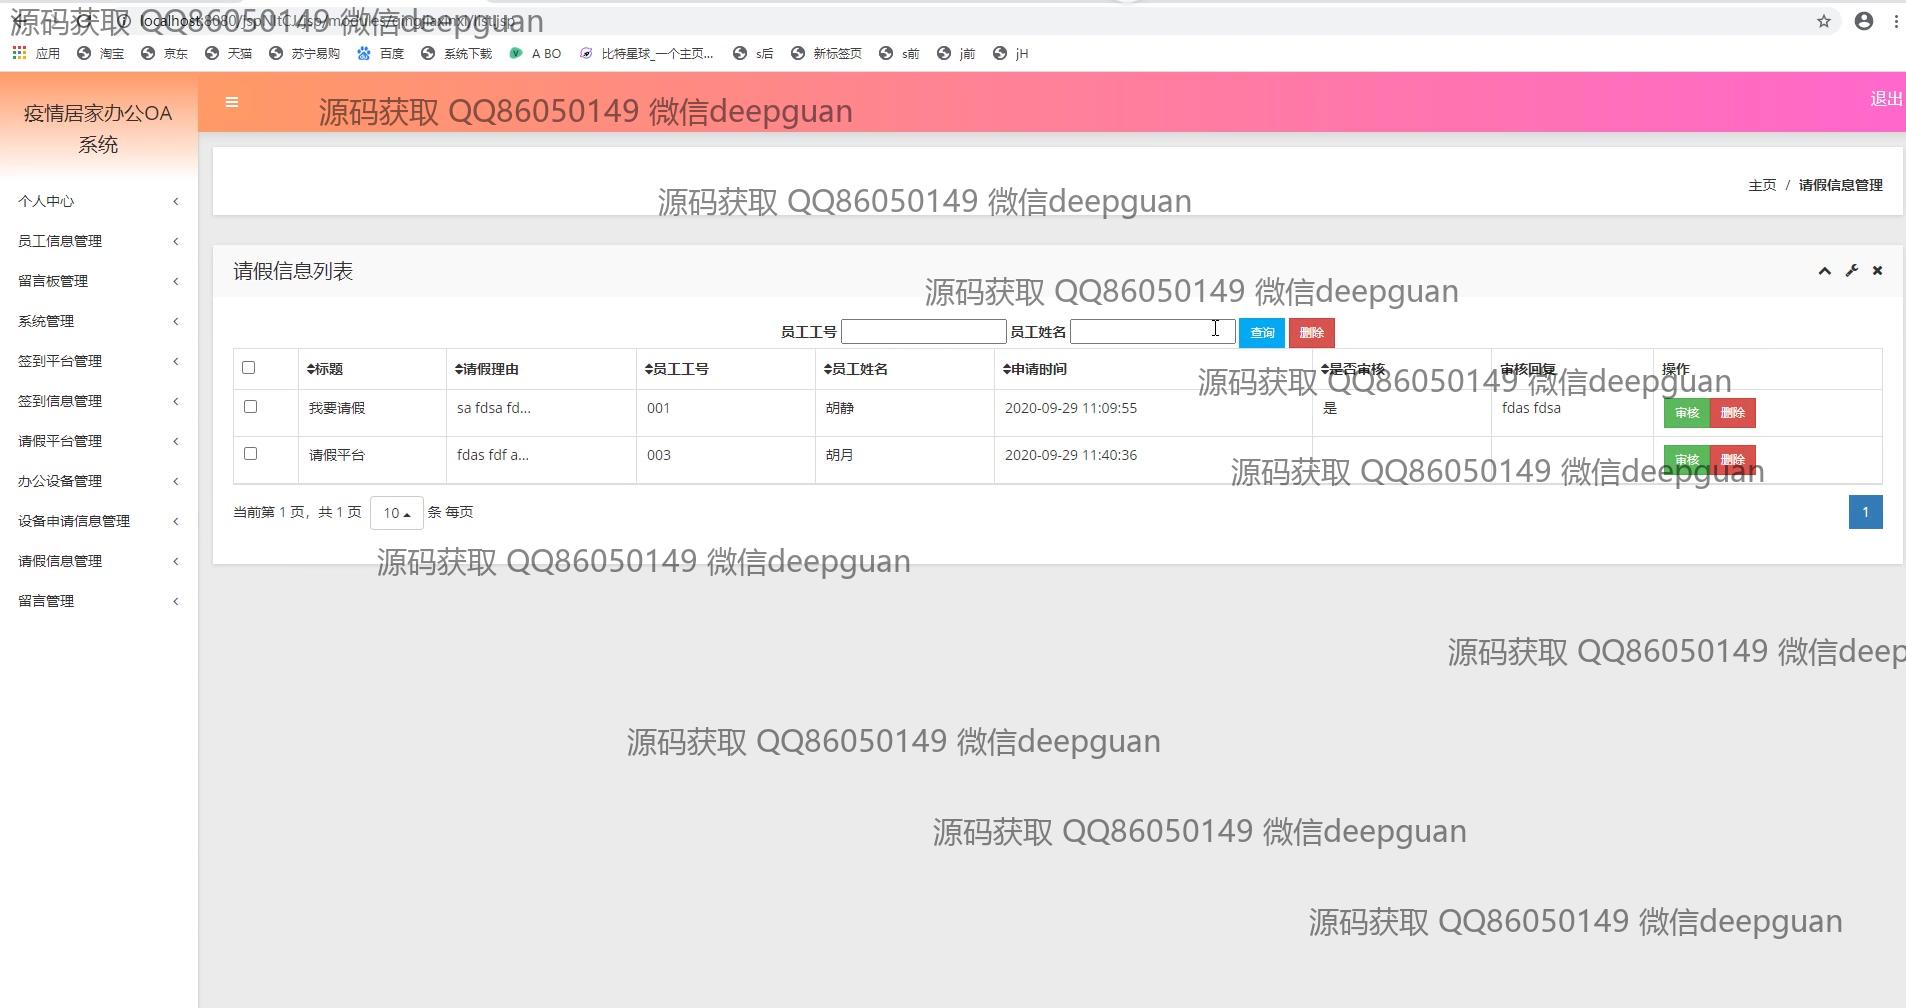 源码获取 QQ86050149 微信deepguan
localhost:8080/jspNltCJ/jsp/modules/qingjiaxinxi/list.jsp
应用 淘宝 京东 天猫 苏宁易购 百度 系统下载 A BO 比特星球_一个主页... s后 新标签页 s前 j前 jH
疫情居家办公OA
系统
退出
源码获取 QQ86050149 微信deepguan
个人中心
员工信息管理
留言板管理
系统管理
签到平台管理
签到信息管理
请假平台管理
办公设备管理
设备申请信息管理
请假信息管理
留言管理
主页 / 请假信息管理
源码获取 QQ86050149 微信deepguan
请假信息列表
源码获取 QQ86050149 微信deepguan
员工工号 员工姓名 查询 删除
标题 请假理由 员工工号 员工姓名 申请时间 是否审核 审核回复 操作
源码获取 QQ86050149 微信deepguan
我要请假 sa fdsa fd... 001 胡静 2020-09-29 11:09:55 是 fdas fdsa 审核 删除
请假平台 fdas fdf a... 003 胡月 2020-09-29 11:40:36 审核 删除
源码获取 QQ86050149 微信deepguan
当前第 1 页，共 1 页 10 条 每页 1
源码获取 QQ86050149 微信deepguan
源码获取 QQ86050149 微信deep
源码获取 QQ86050149 微信deepguan
源码获取 QQ86050149 微信deepguan
源码获取 QQ86050149 微信deepguan